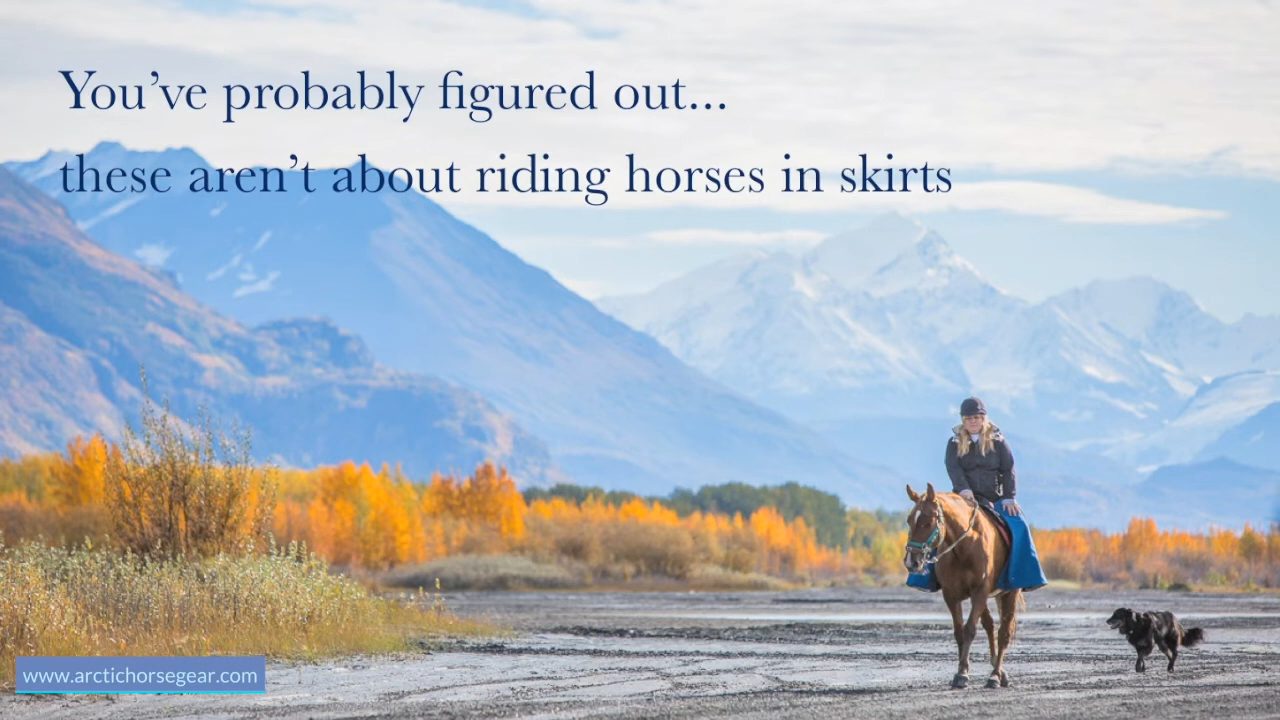 You’ve probably figured out...
these aren’t about riding horses in skirts
www.arctichorsegear.com